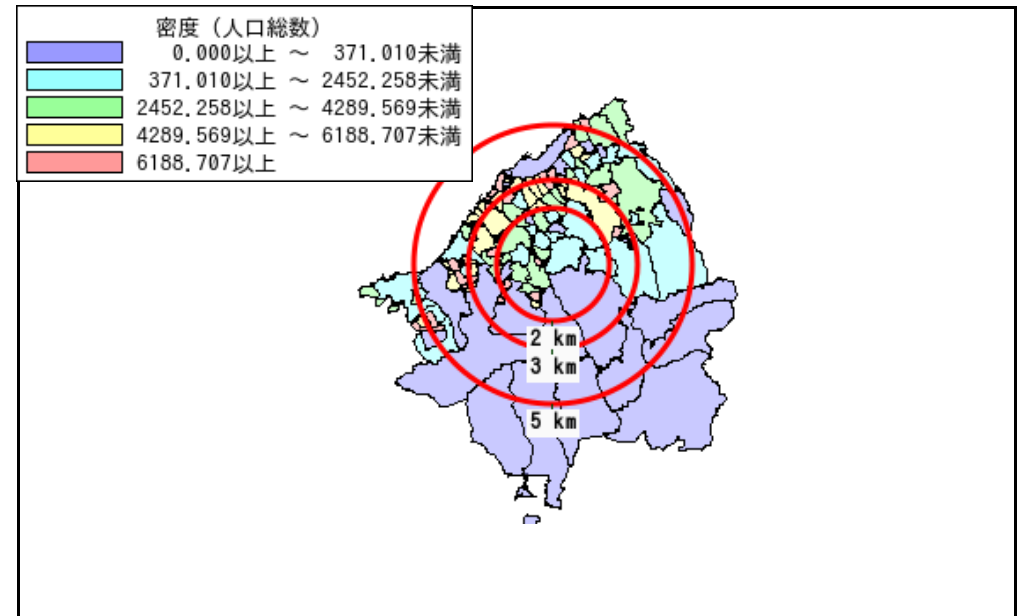 密度（人口総数）
0.000以上 ～ 371.010未満
371.010以上 ～ 2452.258未満
2452.258以上 ～ 4289.569未満
4289.569以上 ～ 6188.707未満
6188.707以上
2 km
3 km
5 km